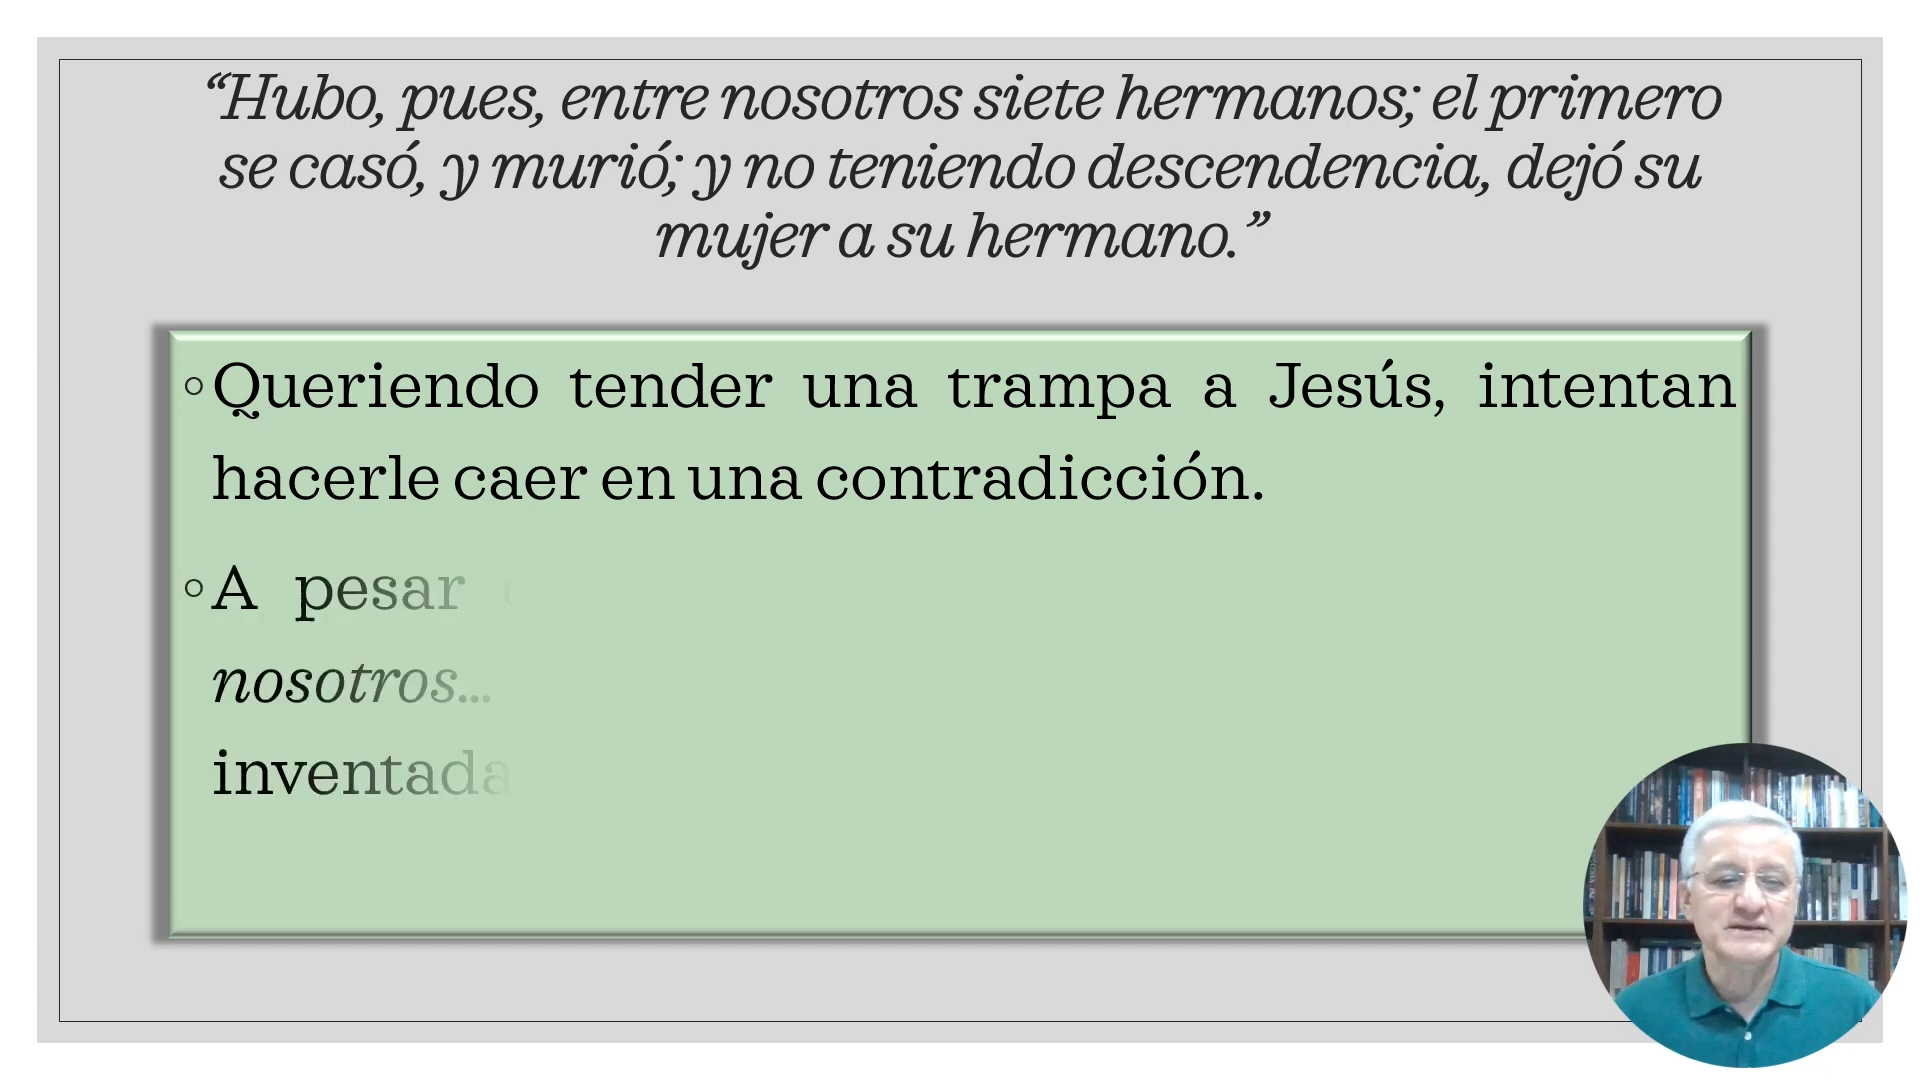 “Hubo, pues, entre nosotros siete hermanos; el primero
se casó, y murió; y no teniendo descendencia, dejó su
mujer a su hermano.”
◦Queriendo tender una trampa a Jesús, intentan
hacerle caer en una contradicción.
◦A pesar
nosotros...
inventada